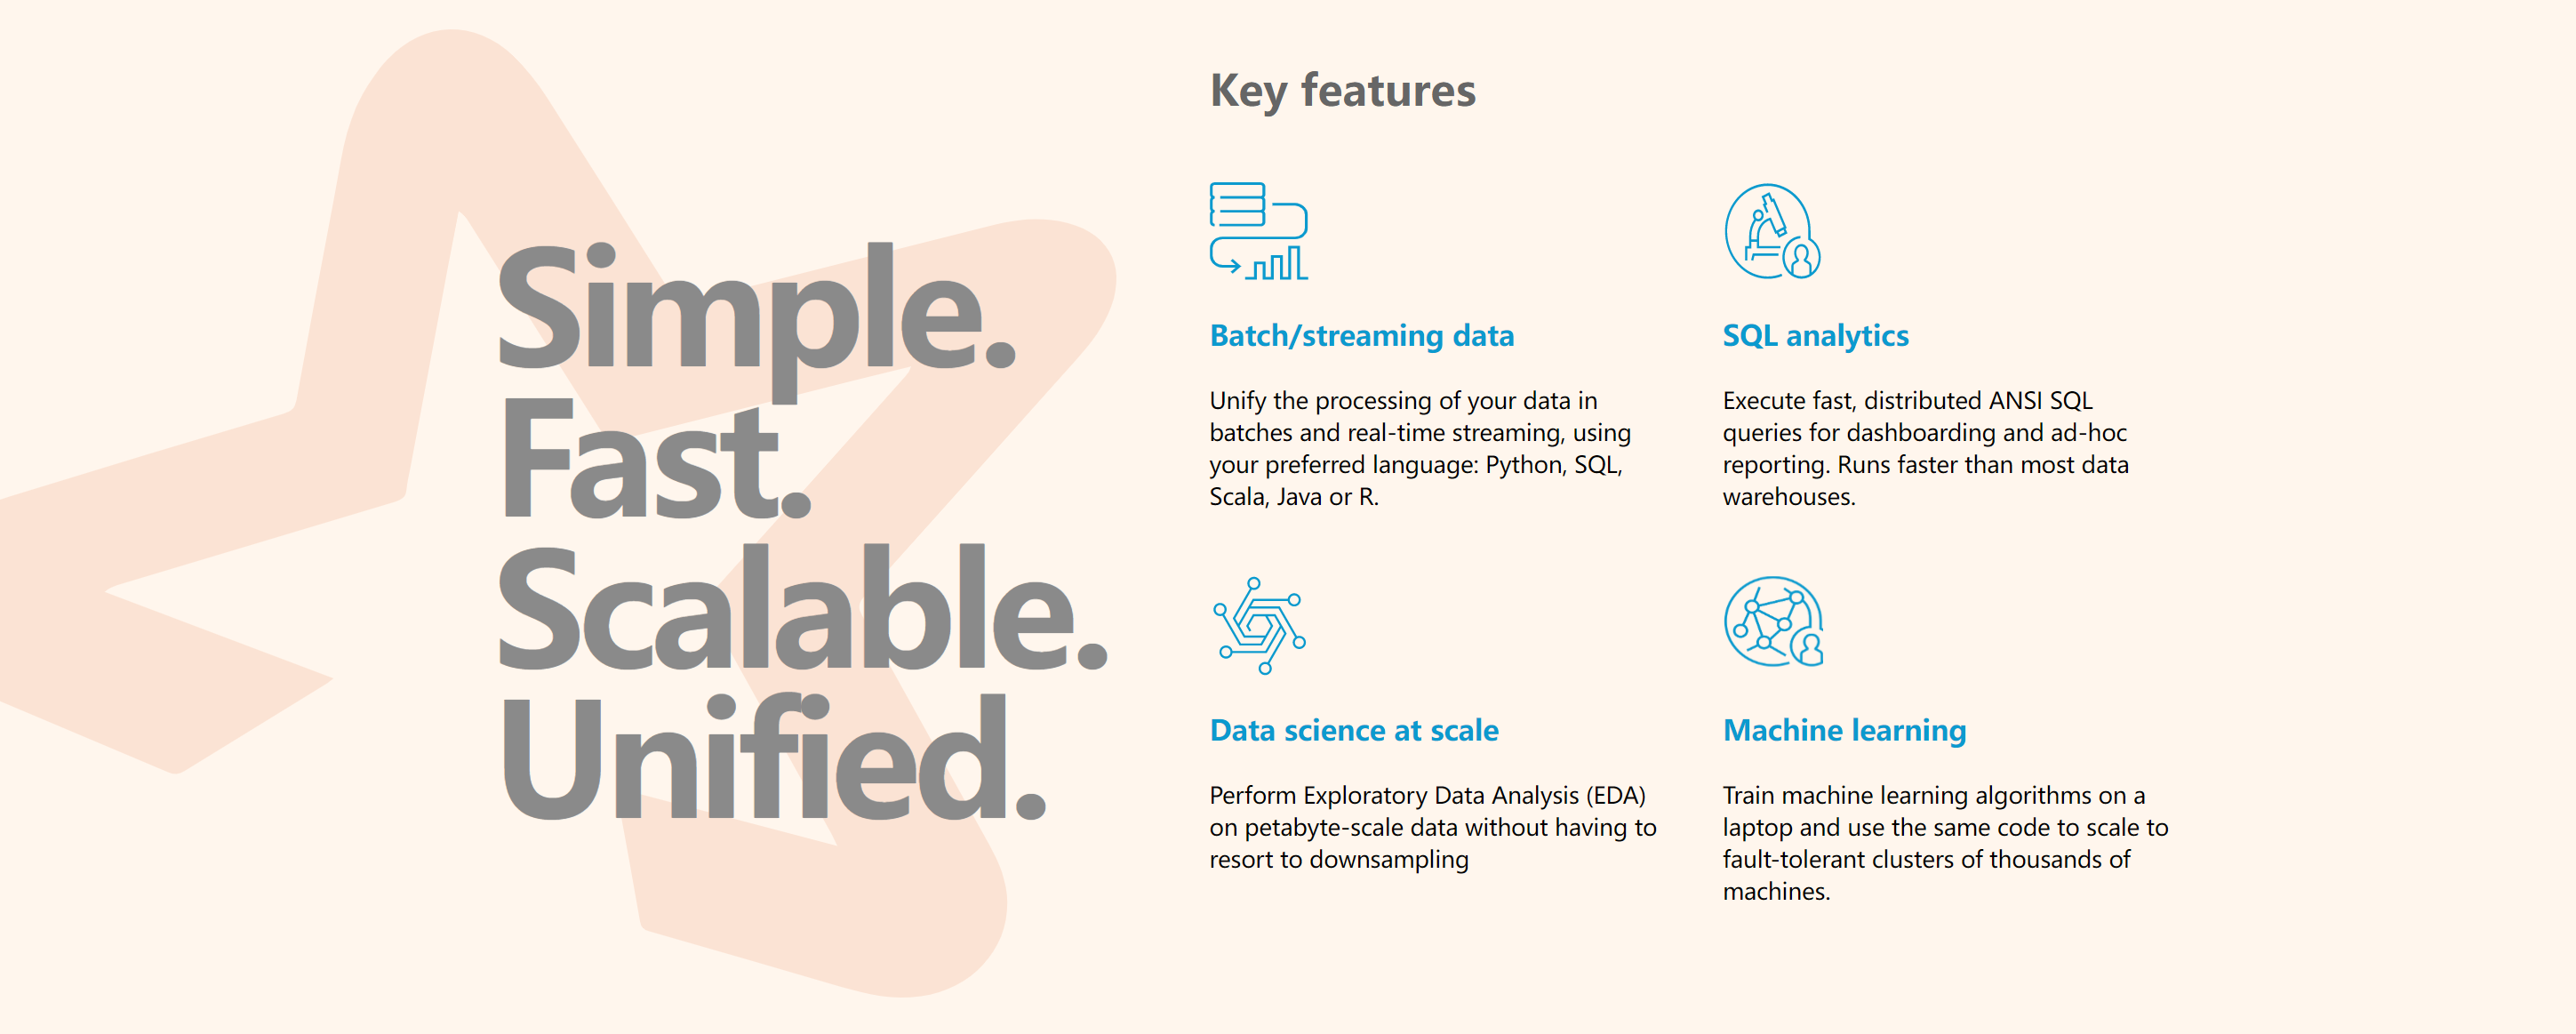 Simple.
Fast.
Scalable.
Unified.
Key features
Batch/streaming data
Unify the processing of your data in
batches and real-time streaming, using
your preferred language: Python, SQL,
Scala, Java or R.
SQL analytics
Execute fast, distributed ANSI SQL
queries for dashboarding and ad-hoc
reporting. Runs faster than most data
warehouses.
Data science at scale
Perform Exploratory Data Analysis (EDA)
on petabyte-scale data without having to
resort to downsampling
Machine learning
Train machine learning algorithms on a
laptop and use the same code to scale to
fault-tolerant clusters of thousands of
machines.